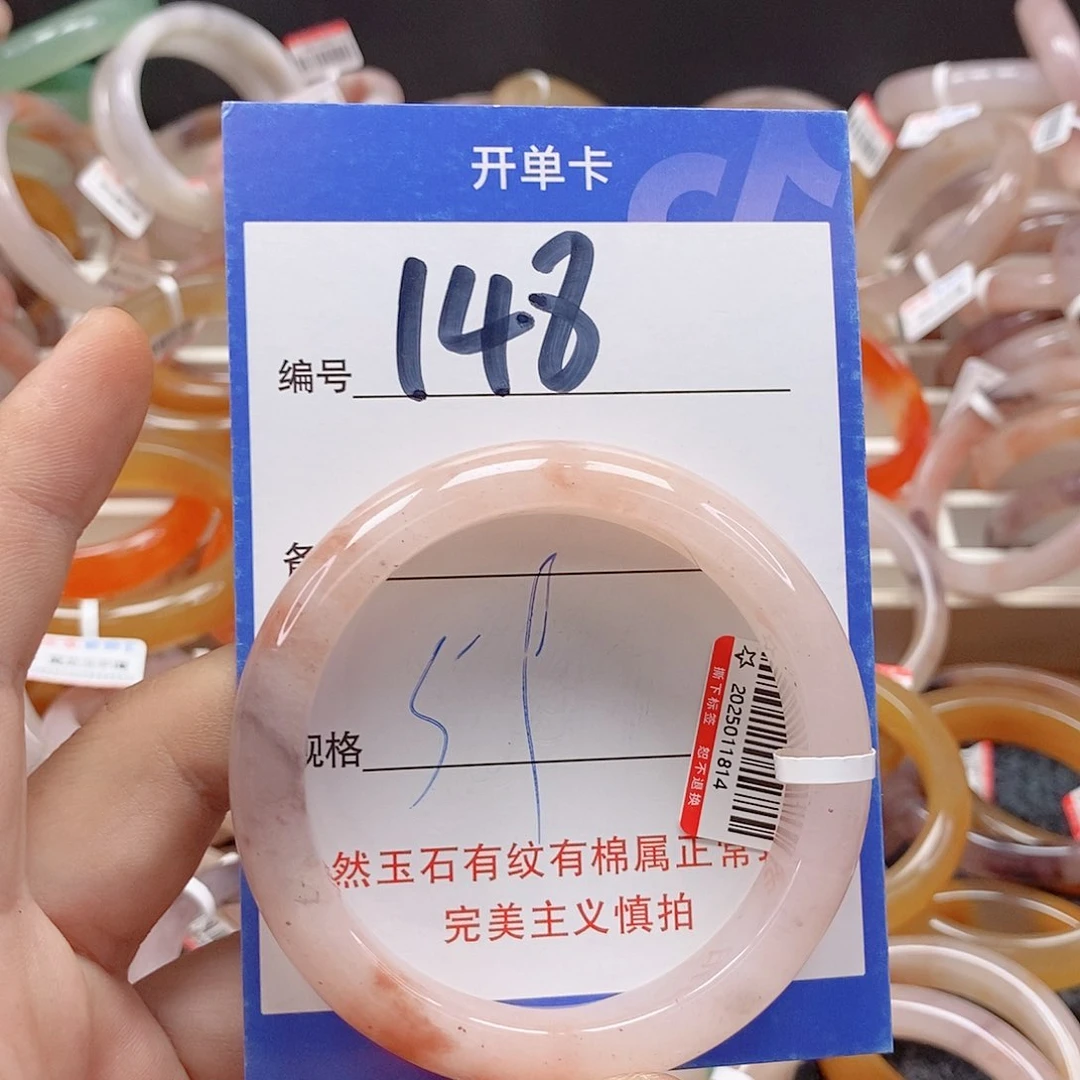 开单卡
编号 148
规格
然玉石有纹有棉属正常
完美主义慎拍
撕下标签 恕不退换
2025011814